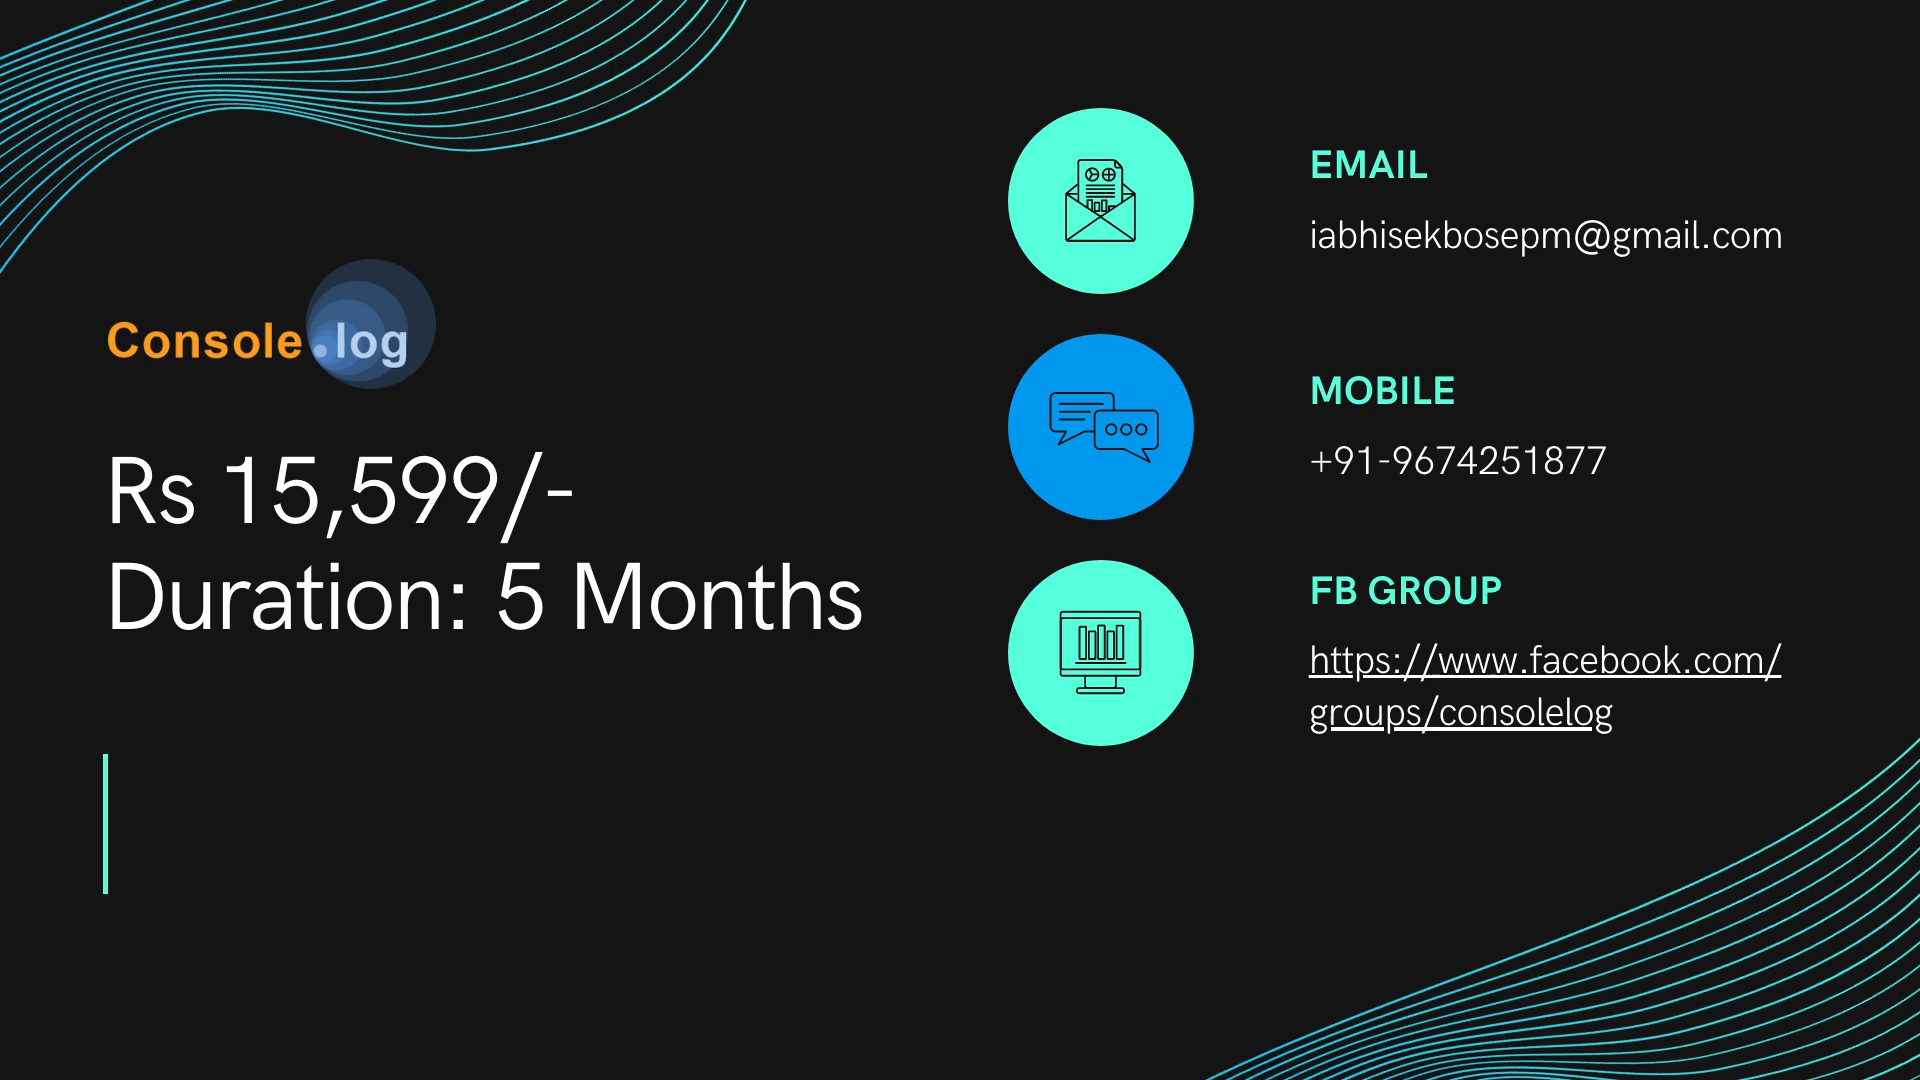 Console.log
Rs 15,599/-
Duration: 5 Months
EMAIL
iabhisekbosepm@gmail.com
MOBILE
+91-9674251877
FB GROUP
https://www.facebook.com/
groups/consolelog